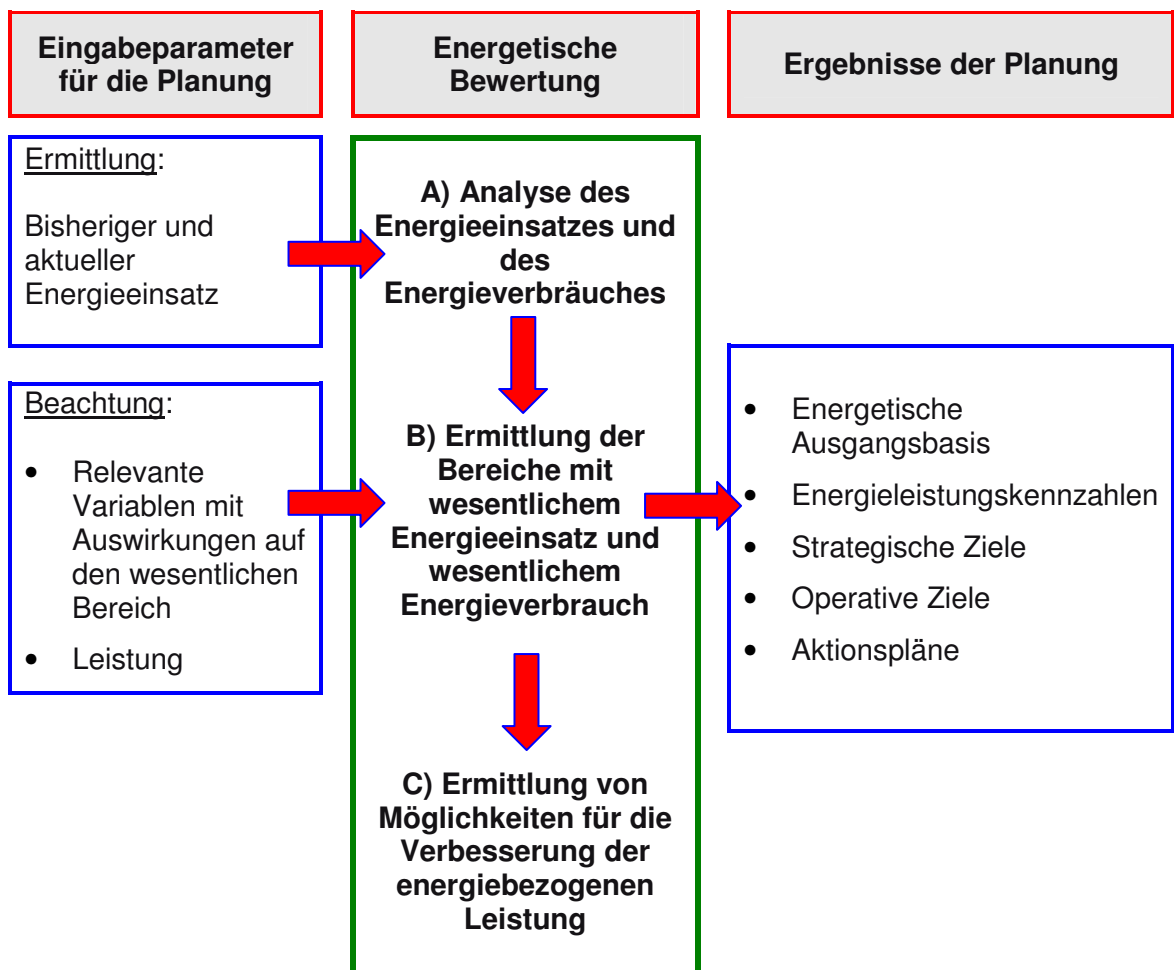 Eingabeparameter
für die Planung
Energetische
Bewertung
Ergebnisse der Planung
Ermittlung:
Bisheriger und
aktueller
Energieeinsatz
Beachtung:
• Relevante
Variablen mit
Auswirkungen auf
den wesentlichen
Bereich
• Leistung
A) Analyse des
Energieeinsatzes und
des
Energieverbräuches
B) Ermittlung der
Bereiche mit
wesentlichem
Energieeinsatz und
wesentlichem
Energieverbrauch
C) Ermittlung von
Möglichkeiten für die
Verbesserung der
energiebezogenen
Leistung
• Energetische
Ausgangsbasis
• Energieleistungskennzahlen
• Strategische Ziele
• Operative Ziele
• Aktionspläne